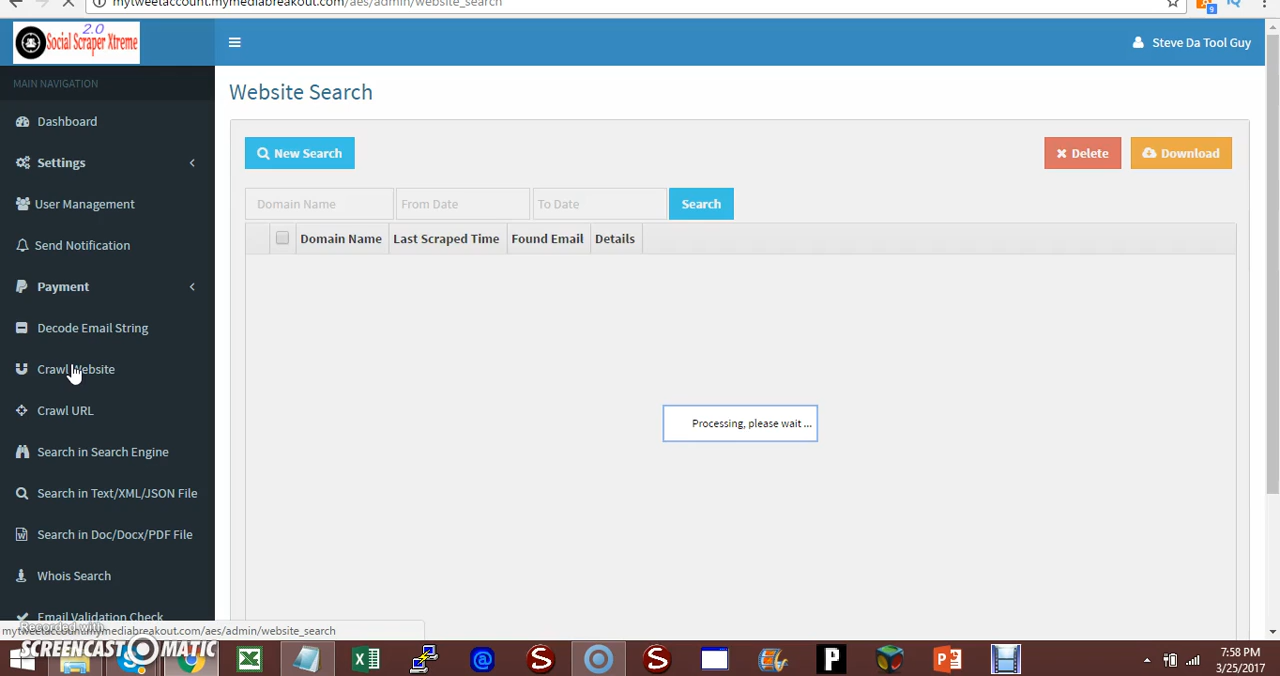 mytweetaccount.mymediabreakout.com/aes/admin/website_search
9
2.0
Social Scraper Xtreme
Steve Da Tool Guy
MAIN NAVIGATION
Dashboard
Settings
User Management
Send Notification
Payment
Decode Email String
Crawl Website
Crawl URL
Search in Search Engine
Search in Text/XML/JSON File
Search in Doc/Docx/PDF File
Whois Search
Email Validation Check
Website Search
New Search
Delete
Download
Domain Name
From Date
To Date
Search
Domain Name
Last Scraped Time
Found Email
Details
Processing, please wait ...
mytweetaccount.mymediabreakout.com/aes/admin/website_search
Recorded with
SCREENCAST MATIC
7:58 PM
3/25/2017